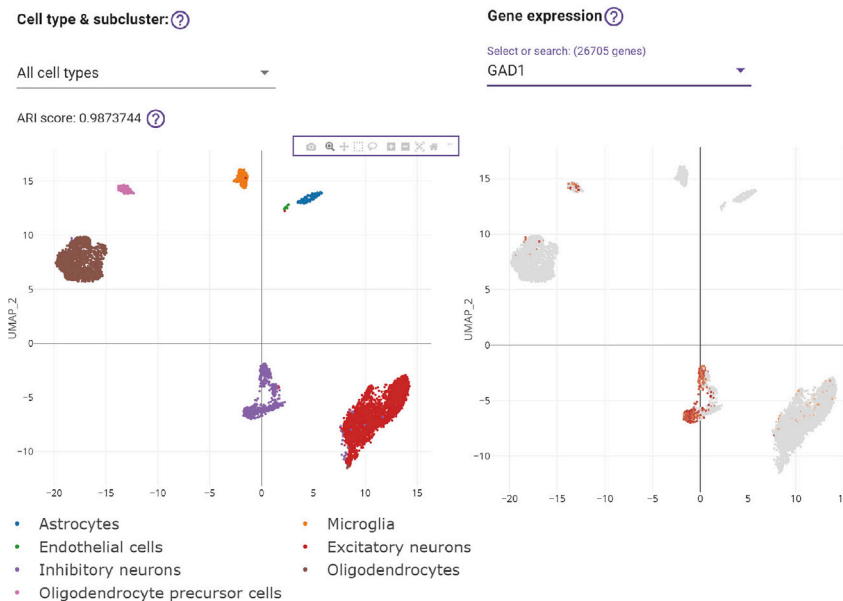 Cell type & subcluster: ?
All cell types
ARI score: 0.9873744 ?
15
10
5
0
−5
−10
UMAP_2
−20
−15
−10
−5
0
5
10
15
Astrocytes
Endothelial cells
Inhibitory neurons
Oligodendrocyte precursor cells
Microglia
Excitatory neurons
Oligodendrocytes
Gene expression ?
Select or search: (26705 genes)
GAD1
15
10
5
0
−5
−10
UMAP_2
−20
−15
−10
−5
0
5
10